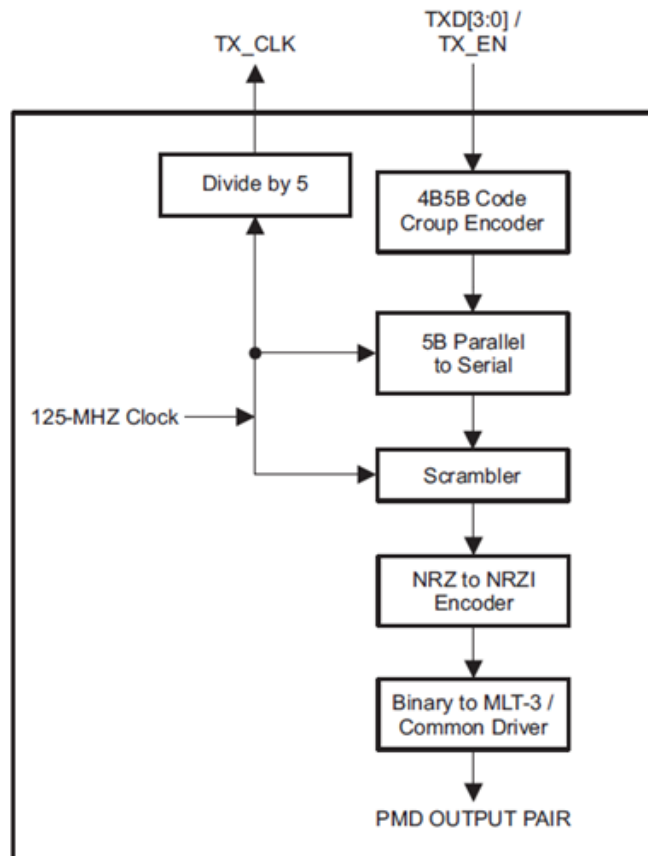 TXD[3:0] /
TX_EN
TX_CLK
Divide by 5
4B5B Code
Croup Encoder
5B Parallel
to Serial
125-MHZ Clock
Scrambler
NRZ to NRZI
Encoder
Binary to MLT-3 /
Common Driver
PMD OUTPUT PAIR